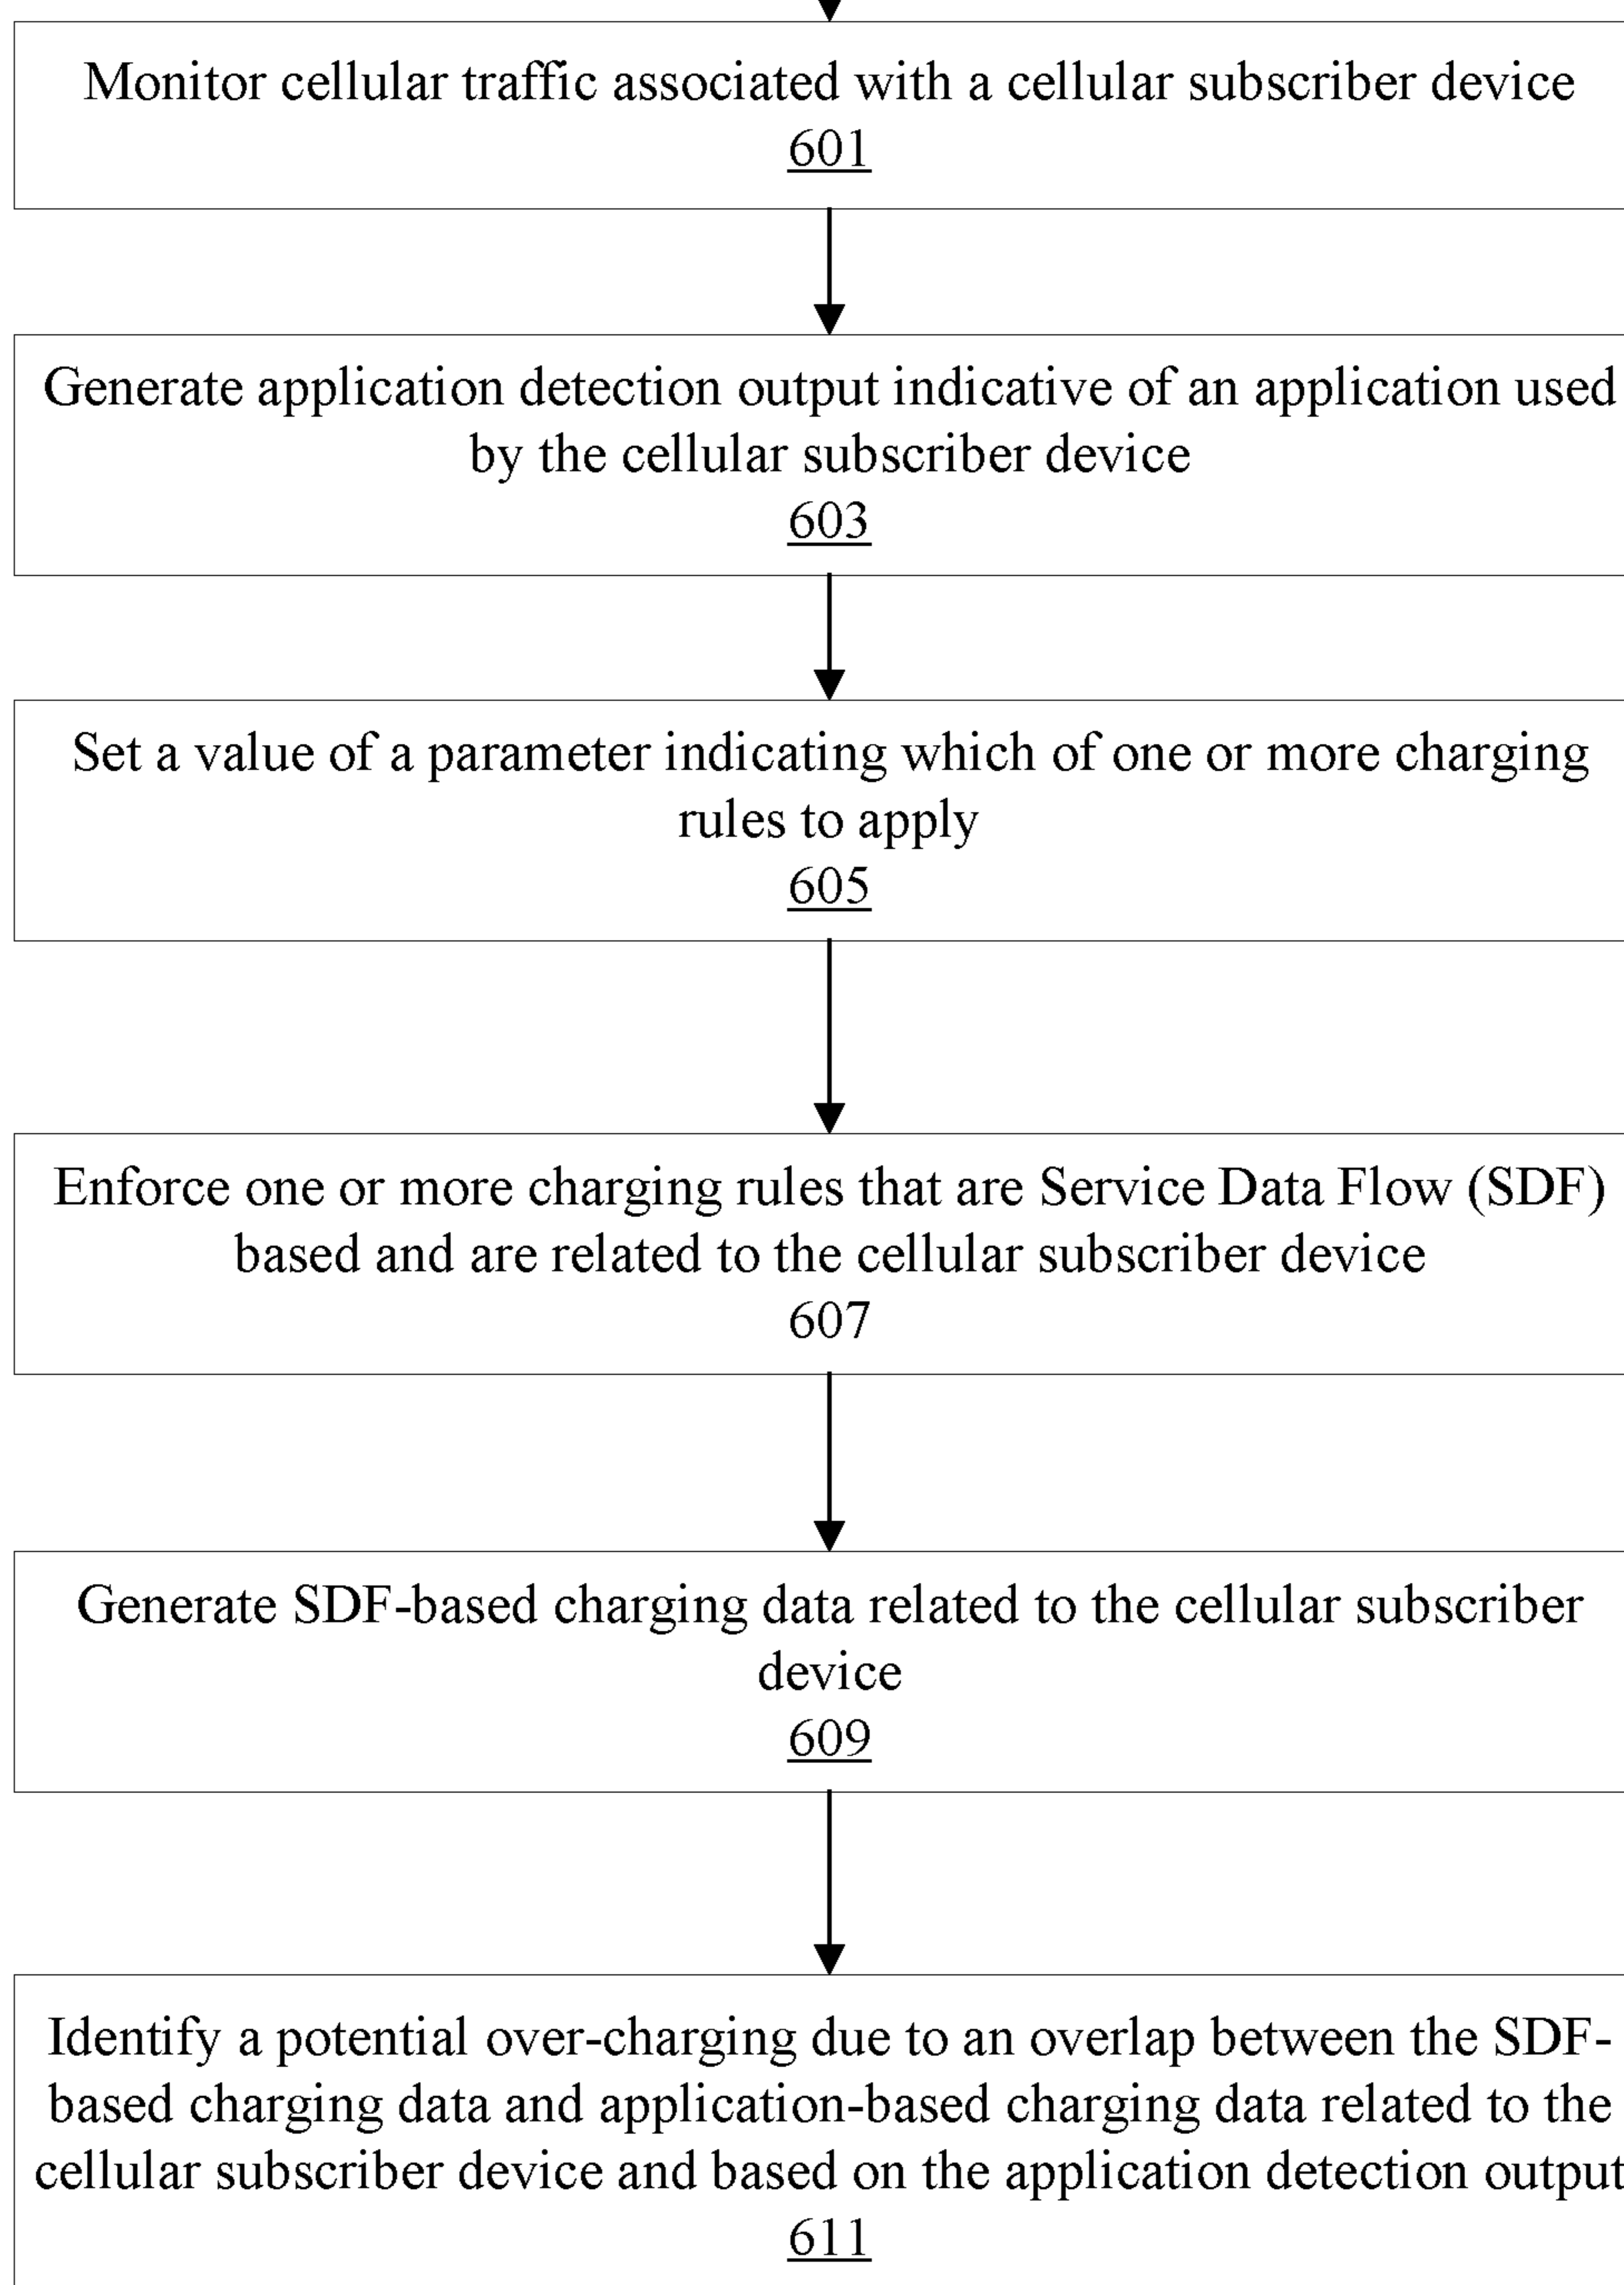 Monitor cellular traffic associated with a cellular subscriber device
601
Generate application detection output indicative of an application used
by the cellular subscriber device
603
Set a value of a parameter indicating which of one or more charging
rules to apply
605
Enforce one or more charging rules that are Service Data Flow (SDF)
based and are related to the cellular subscriber device
607
Generate SDF-based charging data related to the cellular subscriber
device
609
Identify a potential over-charging due to an overlap between the SDF-
based charging data and application-based charging data related to the
cellular subscriber device and based on the application detection output
611